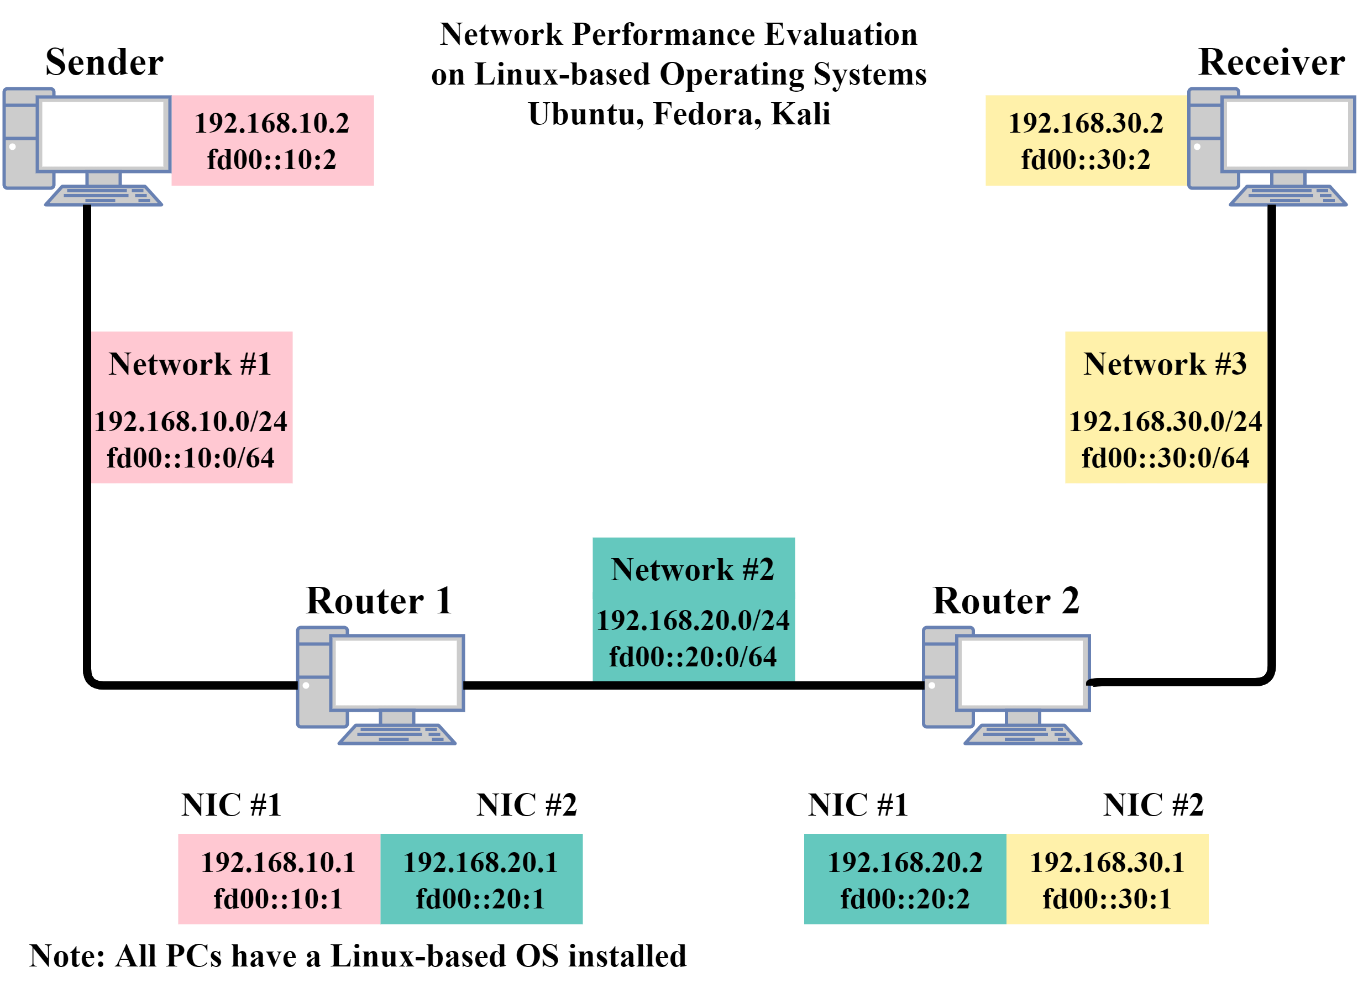 Network Performance Evaluation
on Linux-based Operating Systems
Ubuntu, Fedora, Kali
Sender
192.168.10.2
fd00::10:2
Receiver
192.168.30.2
fd00::30:2
Network #1
192.168.10.0/24
fd00::10:0/64
Network #3
192.168.30.0/24
fd00::30:0/64
Network #2
192.168.20.0/24
fd00::20:0/64
Router 1
Router 2
NIC #1
NIC #2
192.168.10.1
fd00::10:1
192.168.20.1
fd00::20:1
NIC #1
NIC #2
192.168.20.2
fd00::20:2
192.168.30.1
fd00::30:1
Note: All PCs have a Linux-based OS installed